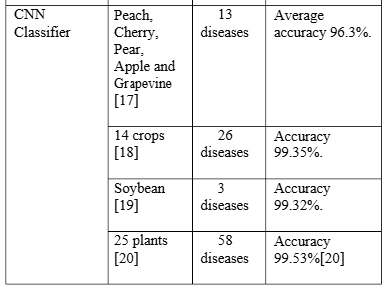 CNN
Classifier
Peach,
Cherry,
Pear,
Apple and
Grapevine
[17]
13
diseases
Average
accuracy 96.3%.
14 crops
[18]
26
diseases
Accuracy
99.35%.
Soybean
[19]
3
diseases
Accuracy
99.32%.
25 plants
[20]
58
diseases
Accuracy
99.53%[20]